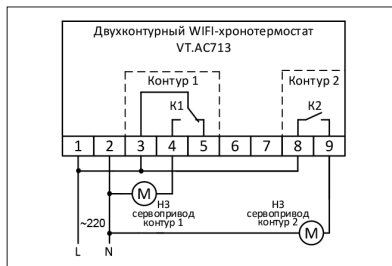 Двухконтурный WIFI-хронотермостат
VT.AC713
Контур 1
Контур 2
К1
К2
1 2 3 4 5 6 7 8 9
М
НЗ
сервопривод
контур 1
НЗ
сервопривод
контур 2
М
~220
L
N